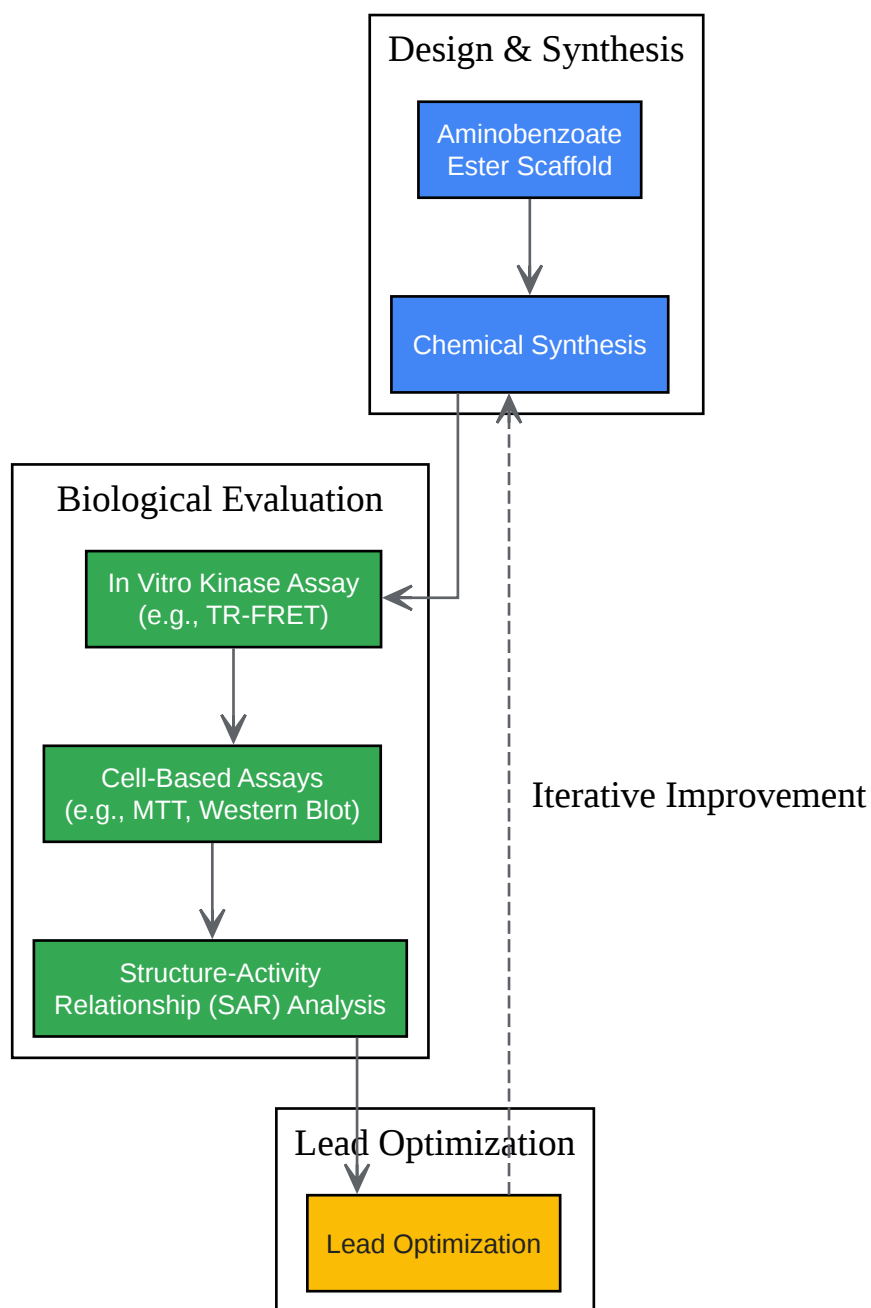 Design & Synthesis
Aminobenzoate
Ester Scaffold
Chemical Synthesis
Biological Evaluation
In Vitro Kinase Assay
(e.g., TR-FRET)
Cell-Based Assays
(e.g., MTT, Western Blot)
Iterative Improvement
Structure-Activity
Relationship (SAR) Analysis
Lead Optimization
Lead Optimization